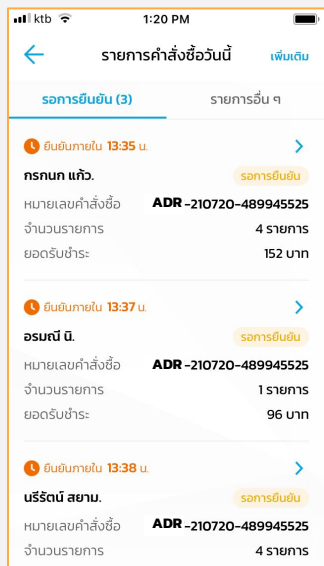 ktb 1:20 PM
รายการคำสั่งซื้อวันนี้ เพิ่มเติม
รอการยืนยัน (3) รายการอื่น ๆ
ยืนยันภายใน 13:35 น.
กรกนก แก้ว. รอการยืนยัน
หมายเลขคำสั่งซื้อ ADR-210720-489945525
จำนวนรายการ 4 รายการ
ยอดรับชำระ 152 บาท
ยืนยันภายใน 13:37 น.
อรมณี นิ. รอการยืนยัน
หมายเลขคำสั่งซื้อ ADR-210720-489945525
จำนวนรายการ 1 รายการ
ยอดรับชำระ 96 บาท
ยืนยันภายใน 13:38 น.
นรีรัตน์ สยาม. รอการยืนยัน
หมายเลขคำสั่งซื้อ ADR-210720-489945525
จำนวนรายการ 4 รายการ